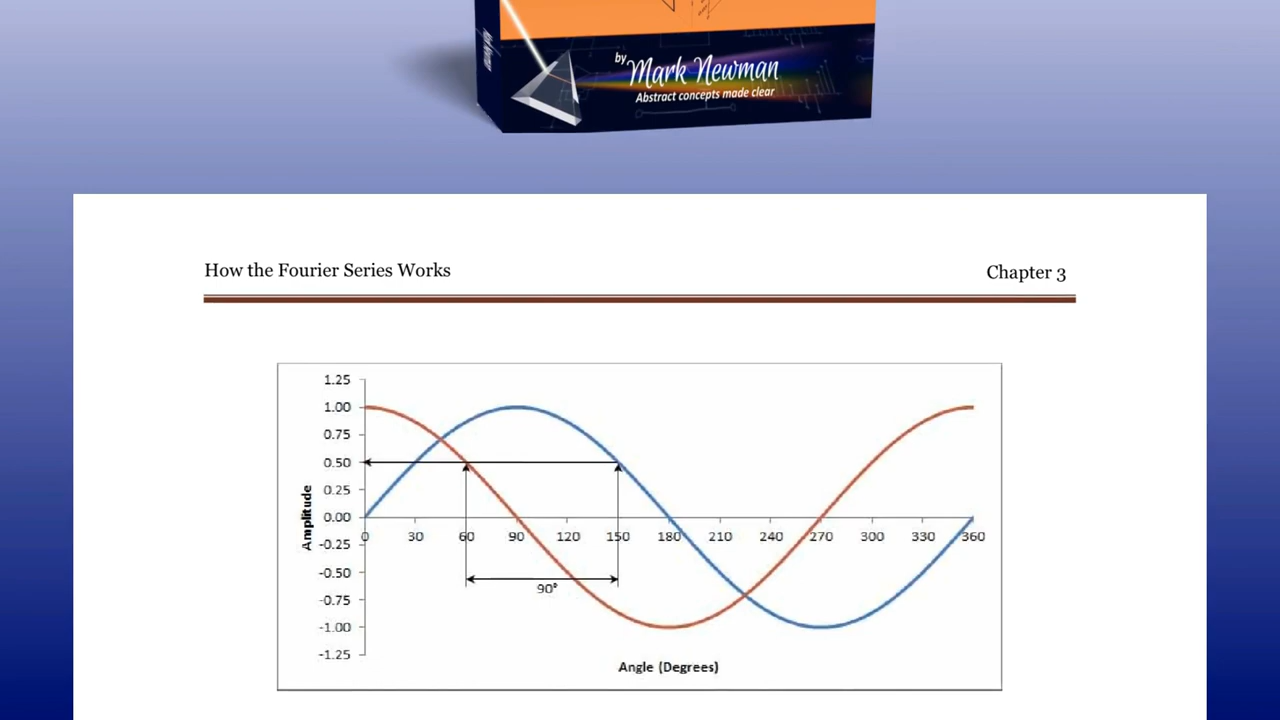 by Mark Newman
Abstract concepts made clear
How the Fourier Series Works
Chapter 3
1.25
1.00
0.75
0.50
0.25
0.00
-0.25
-0.50
-0.75
-1.00
-1.25
Amplitude
0 30 60 90 120 150 180 210 240 270 300 330 360
90°
Angle (Degrees)